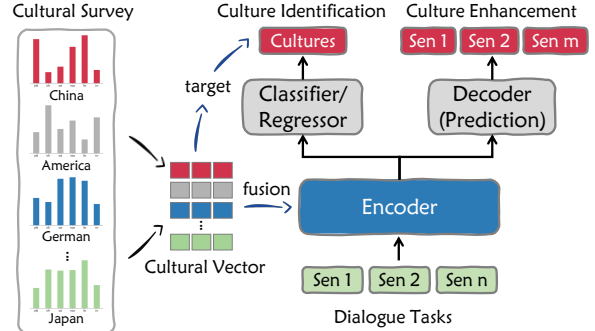 Cultural Survey
Culture Identification
Culture Enhancement
China
America
German
Japan
target
Cultures
Sen 1
Sen 2
Sen m
Classifier/
Regressor
Decoder
(Prediction)
fusion
Encoder
Cultural Vector
Sen 1
Sen 2
Sen n
Dialogue Tasks